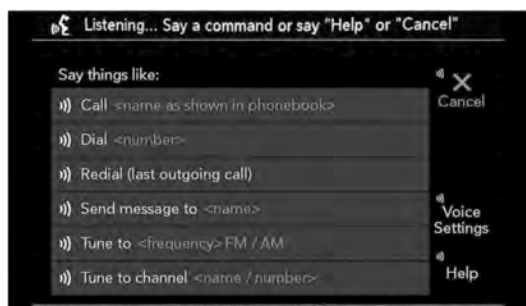 Listening... Say a command or say "Help" or "Cancel"
Say things like:
Call <name as shown in phonebook>
Dial <number>
Redial (last outgoing call)
Send message to <name>
Tune to <frequency> FM / AM
Tune to channel <name / number>
Cancel
Voice
Settings
Help